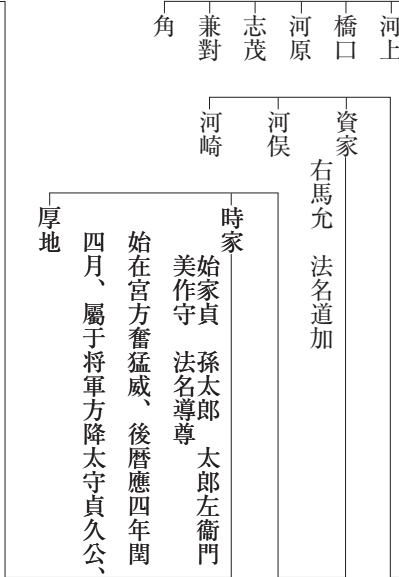 河上
橋口
河原
志茂
兼對
角
資家
右馬允　法名道加
河俣
河崎
時家
始家貞　孫太郎　太郎左衞門
美作守　法名導尊
始在宮方奮猛威、後暦應四年閏
四月、屬于将軍方降太守貞久公、
厚地